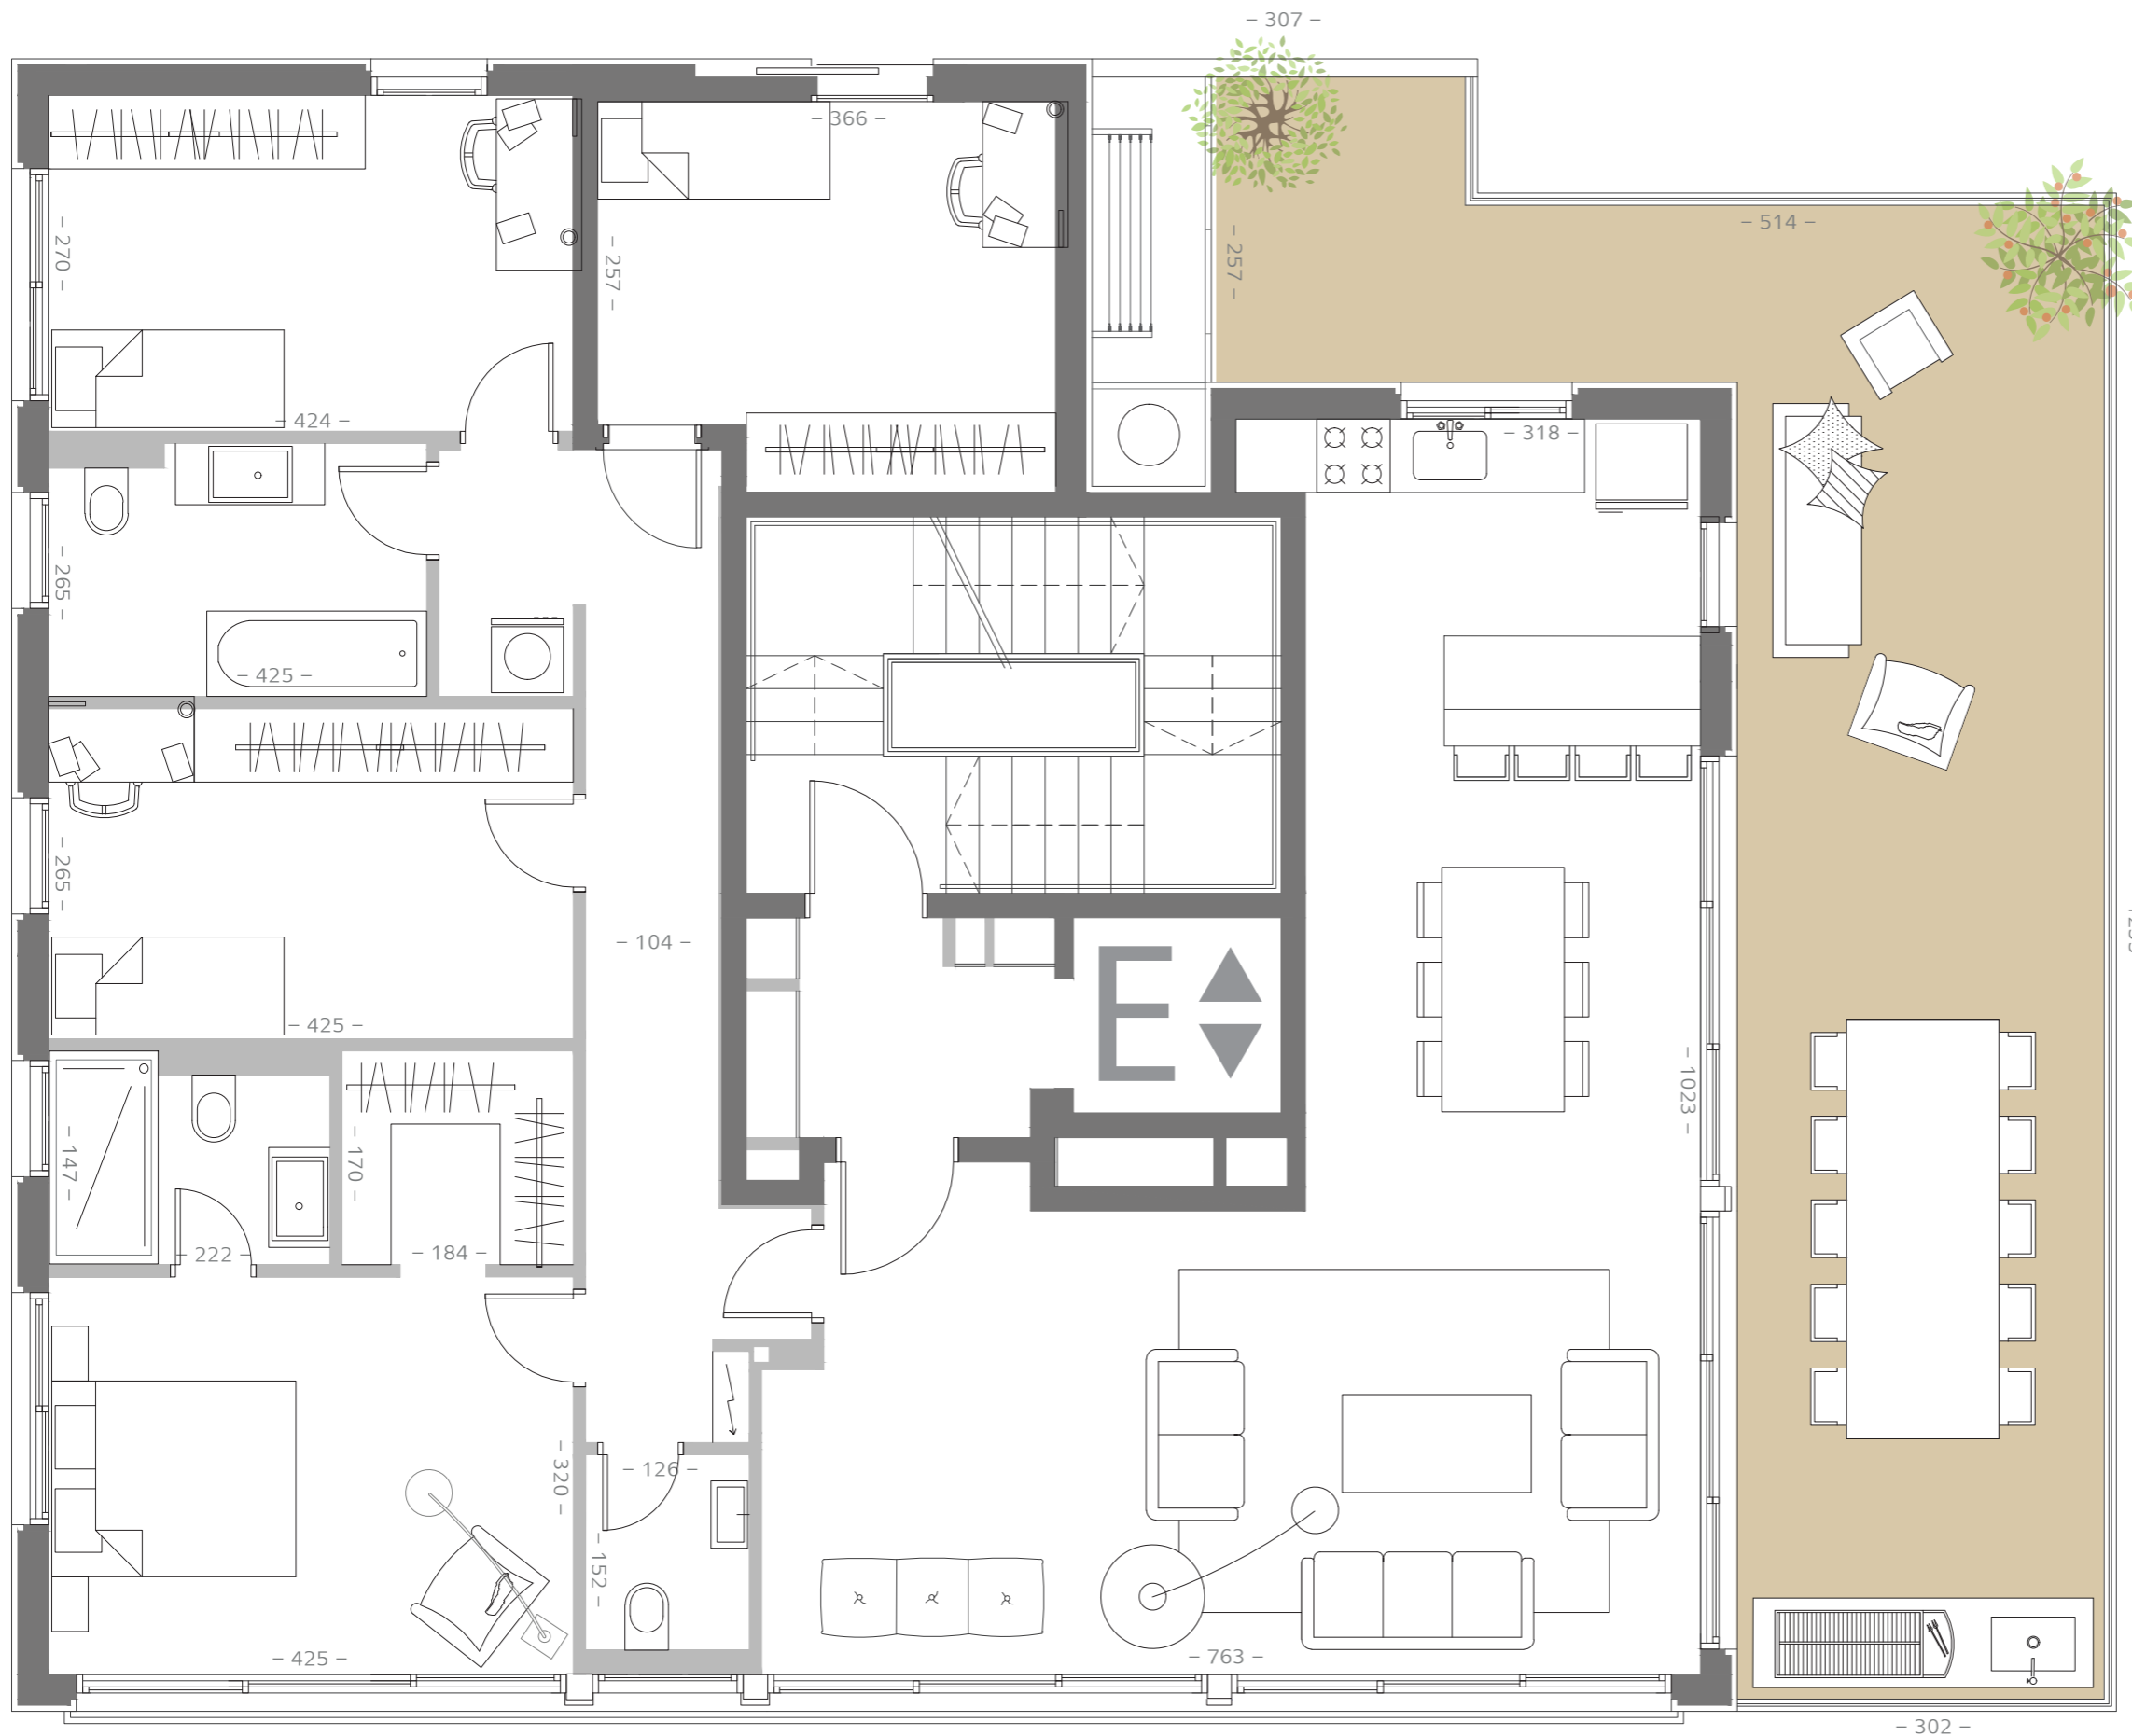 – 307 –
– 366 –
– 514 –
– 270 –
– 257 –
– 257 –
– 424 –
– 318 –
– 265 –
– 425 –
– 265 –
– 104 –
E
– 425 –
– 1023 –
– 147 –
– 170 –
– 222 –
– 184 –
– 320 –
– 126 –
– 152 –
– 425 –
– 763 –
– 302 –